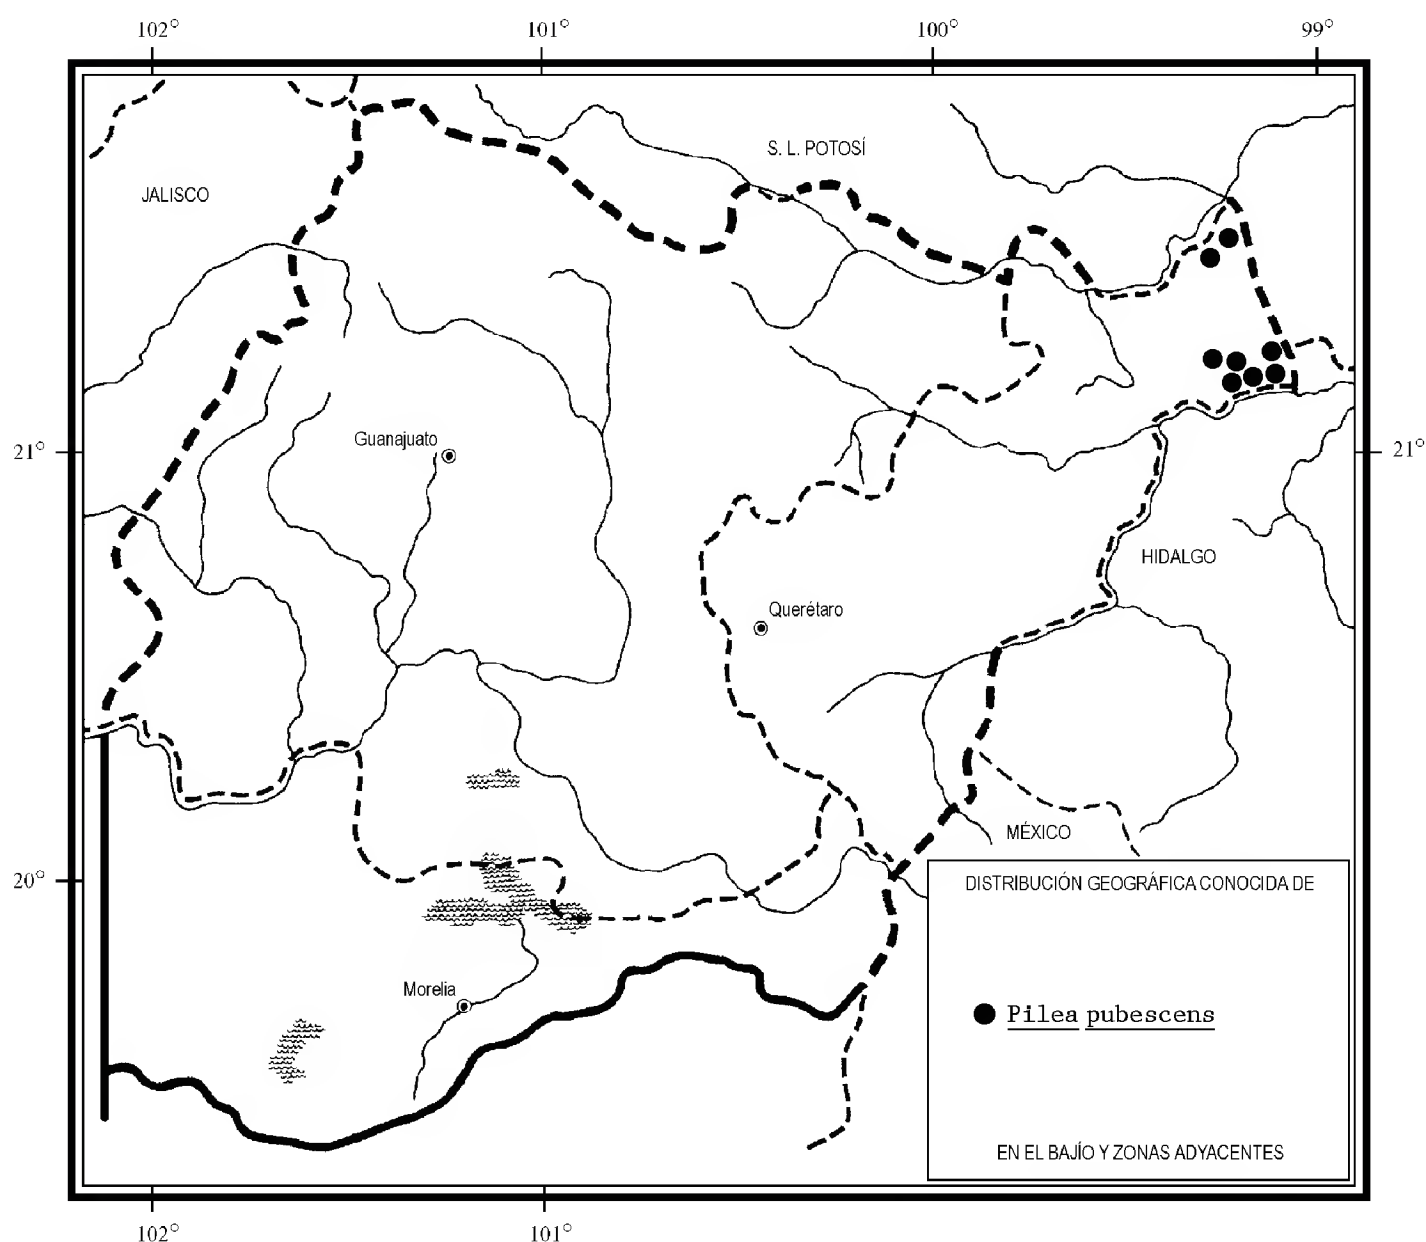 102° 101° 100° 99°
S. L. POTOSÍ
JALISCO
Guanajuato
21° 21°
HIDALGO
Querétaro
MÉXICO
20°
DISTRIBUCIÓN GEOGRÁFICA CONOCIDA DE
Morelia
Pilea pubescens
EN EL BAJÍO Y ZONAS ADYACENTES
102° 101°